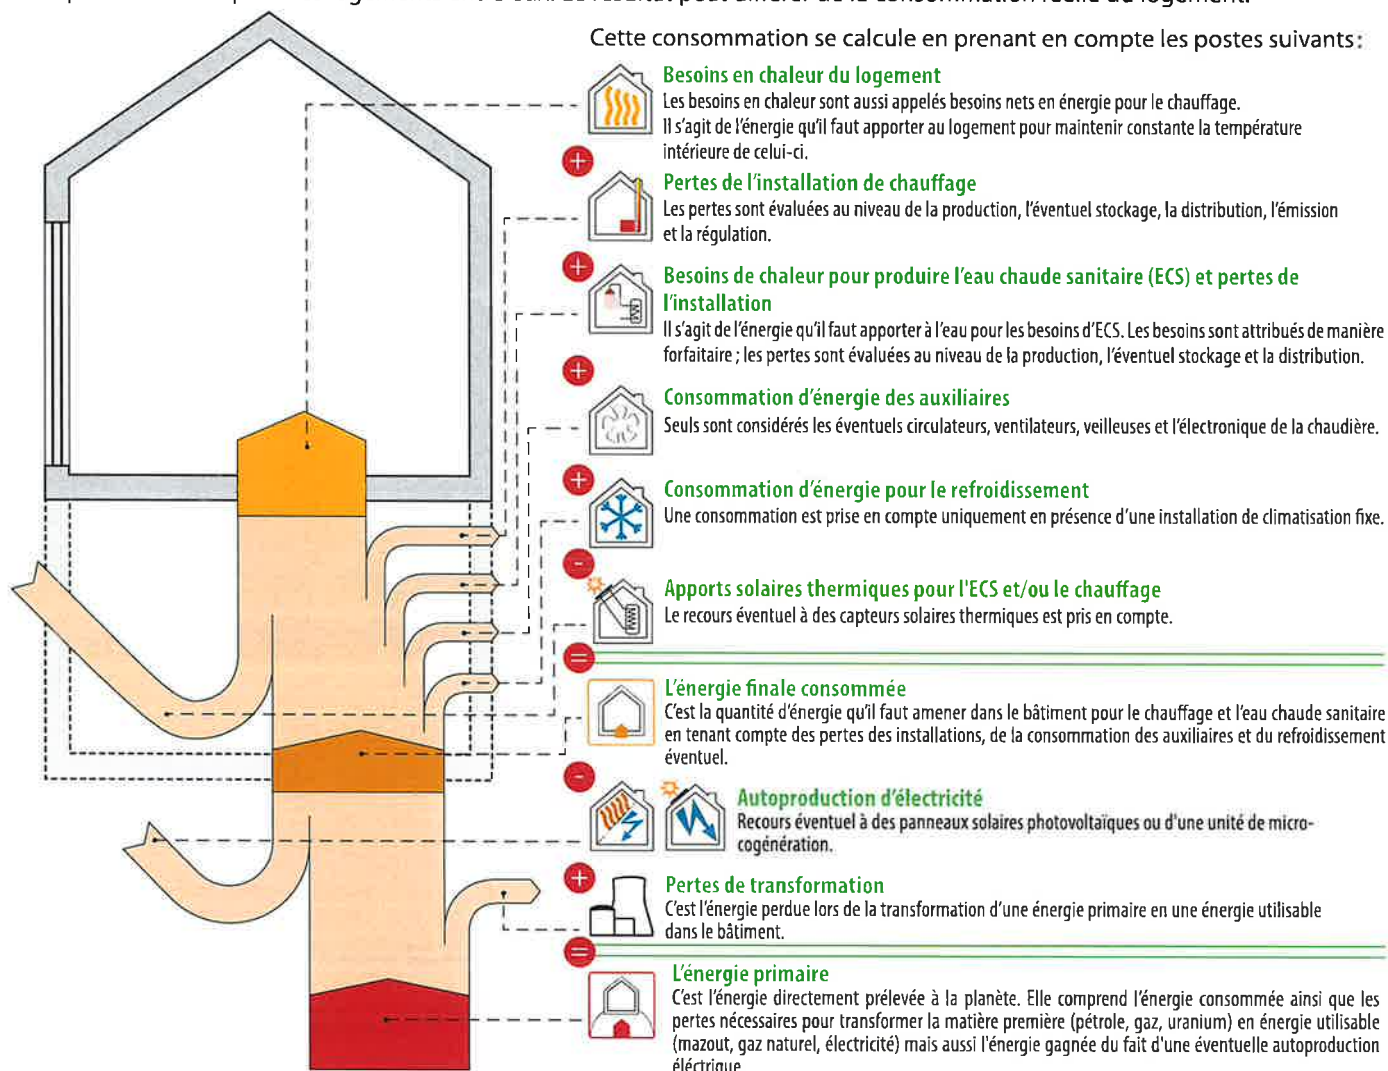 Cette consommation se calcule en prenant en compte les postes suivants :
Besoins en chaleur du logement
Les besoins en chaleur sont aussi appelés besoins nets en énergie pour le chauffage.
Il s'agit de l'énergie qu'il faut apporter au logement pour maintenir constante la température
intérieure de celui-ci.
+
Pertes de l'installation de chauffage
Les pertes sont évaluées au niveau de la production, l'éventuel stockage, la distribution, l'émission
et la régulation.
+
Besoins de chaleur pour produire l'eau chaude sanitaire (ECS) et pertes de
l'installation
Il s'agit de l'énergie qu'il faut apporter à l'eau pour les besoins d'ECS. Les besoins sont attribués de manière
forfaitaire ; les pertes sont évaluées au niveau de la production, l'éventuel stockage et la distribution.
+
Consommation d'énergie des auxiliaires
Seuls sont considérés les éventuels circulateurs, ventilateurs, veilleuses et l'électronique de la chaudière.
+
Consommation d'énergie pour le refroidissement
Une consommation est prise en compte uniquement en présence d'une installation de climatisation fixe.
-
Apports solaires thermiques pour l'ECS et/ou le chauffage
Le recours éventuel à des capteurs solaires thermiques est pris en compte.
=
L'énergie finale consommée
C'est la quantité d'énergie qu'il faut amener dans le bâtiment pour le chauffage et l'eau chaude sanitaire
en tenant compte des pertes des installations, de la consommation des auxiliaires et du refroidissement
éventuel.
-
Autoproduction d'électricité
Recours éventuel à des panneaux solaires photovoltaïques ou d'une unité de micro-
cogénération.
+
Pertes de transformation
C'est l'énergie perdue lors de la transformation d'une énergie primaire en une énergie utilisable
dans le bâtiment.
=
L'énergie primaire
C'est l'énergie directement prélevée à la planète. Elle comprend l'énergie consommée ainsi que les
pertes nécessaires pour transformer la matière première (pétrole, gaz, uranium) en énergie utilisable
(mazout, gaz naturel, électricité) mais aussi l'énergie gagnée du fait d'une éventuelle autoproduction
éléctrique